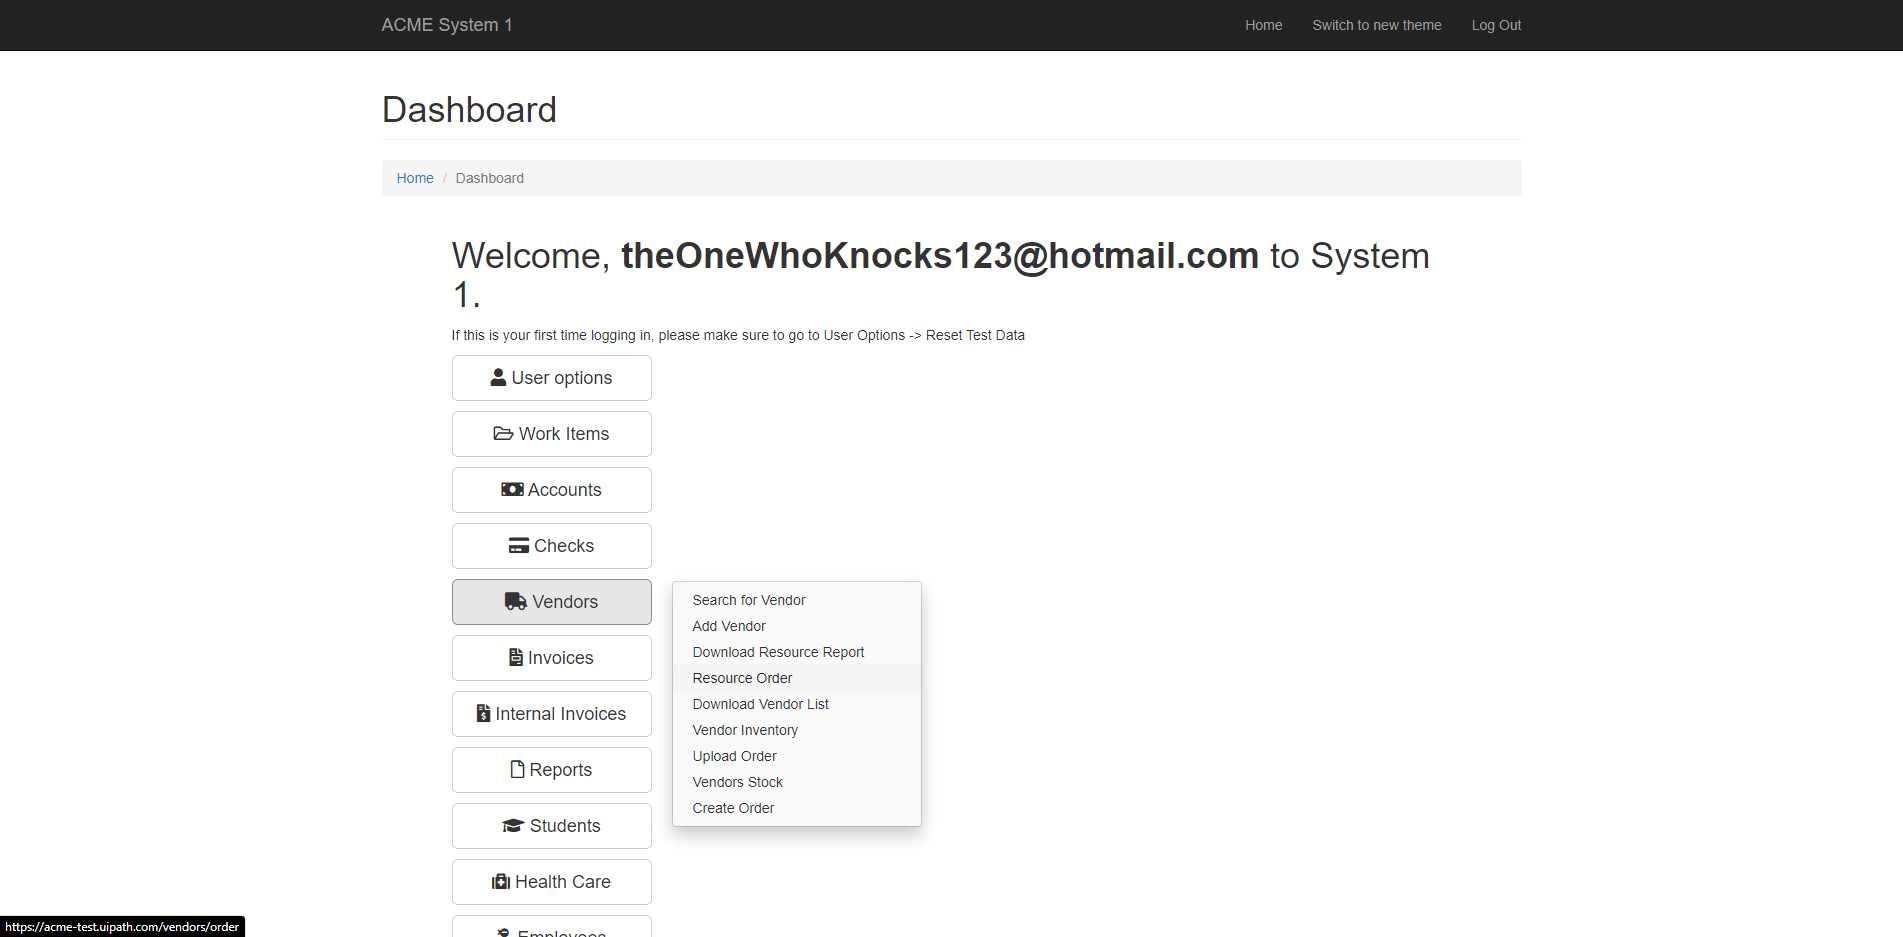 ACME System 1
Home
Switch to new theme
Log Out
Dashboard
Home / Dashboard
Welcome, theOneWhoKnocks123@hotmail.com to System
1.
If this is your first time logging in, please make sure to go to User Options -> Reset Test Data
User options
Work Items
Accounts
Checks
Vendors
Search for Vendor
Add Vendor
Download Resource Report
Resource Order
Download Vendor List
Vendor Inventory
Upload Order
Vendors Stock
Create Order
Invoices
Internal Invoices
Reports
Students
Health Care
Employees
https://acme-test.uipath.com/vendors/order